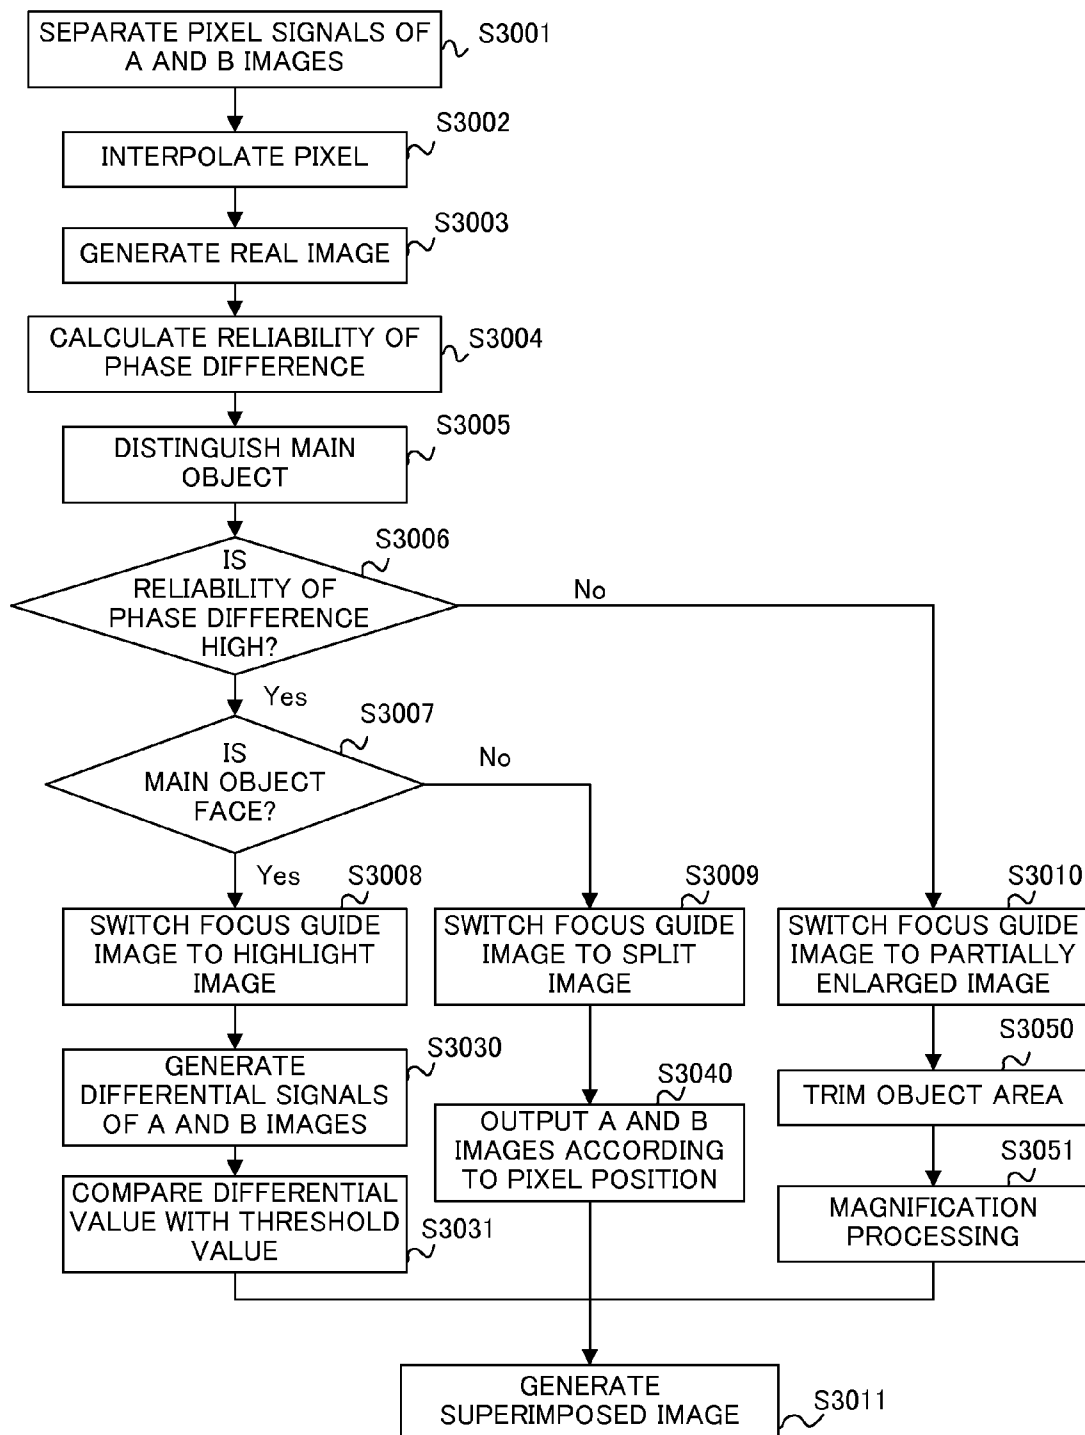 SEPARATE PIXEL SIGNALS OF
A AND B IMAGES
S3001
S3002
INTERPOLATE PIXEL
S3003
GENERATE REAL IMAGE
CALCULATE RELIABILITY OF
PHASE DIFFERENCE
S3004
S3005
DISTINGUISH MAIN
OBJECT
S3006
IS
RELIABILITY OF
PHASE DIFFERENCE
HIGH?
No
Yes
S3007
IS
MAIN OBJECT
FACE?
No
Yes
S3008
SWITCH FOCUS GUIDE
IMAGE TO HIGHLIGHT
IMAGE
S3009
SWITCH FOCUS GUIDE
IMAGE TO SPLIT
IMAGE
S3010
SWITCH FOCUS GUIDE
IMAGE TO PARTIALLY
ENLARGED IMAGE
S3030
GENERATE
DIFFERENTIAL SIGNALS
OF A AND B IMAGES
S3040
OUTPUT A AND B
IMAGES ACCORDING
TO PIXEL POSITION
S3050
TRIM OBJECT AREA
COMPARE DIFFERENTIAL
VALUE WITH THRESHOLD
VALUE
S3031
S3051
MAGNIFICATION
PROCESSING
GENERATE
SUPERIMPOSED IMAGE
S3011